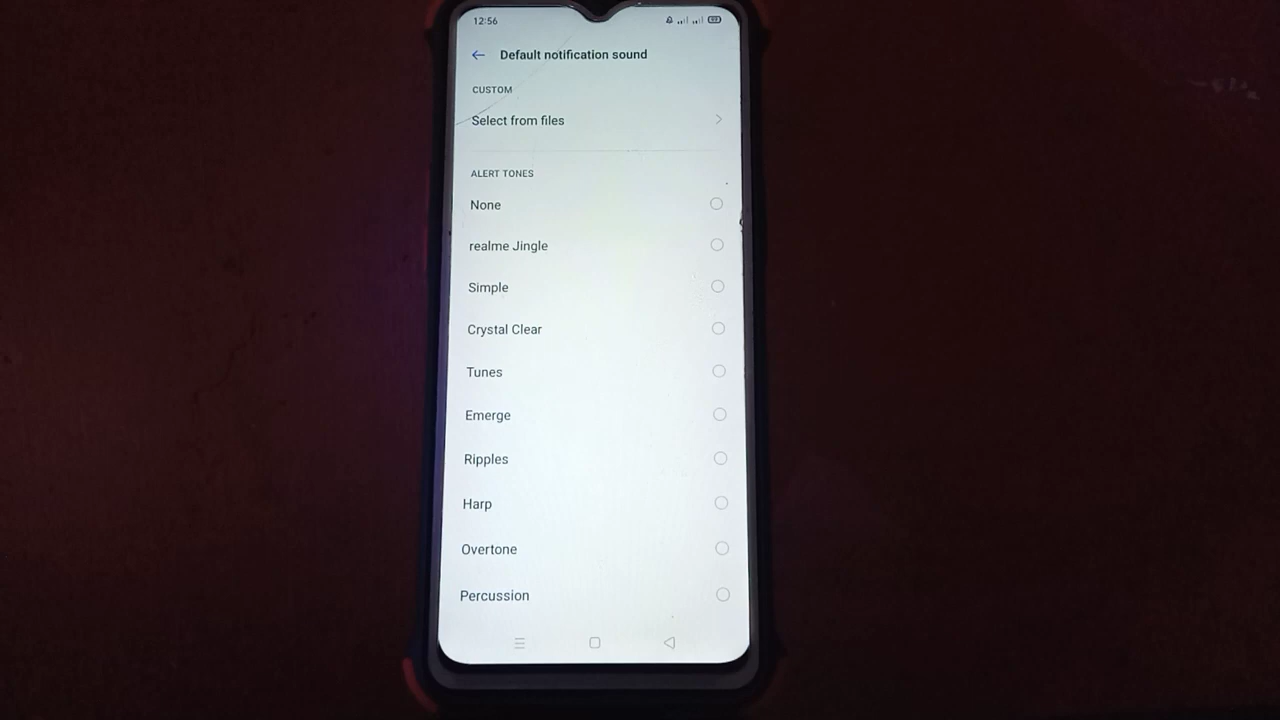 12:56
Default notification sound
CUSTOM
Select from files
ALERT TONES
None
realme Jingle
Simple
Crystal Clear
Tunes
Emerge
Ripples
Harp
Overtone
Percussion